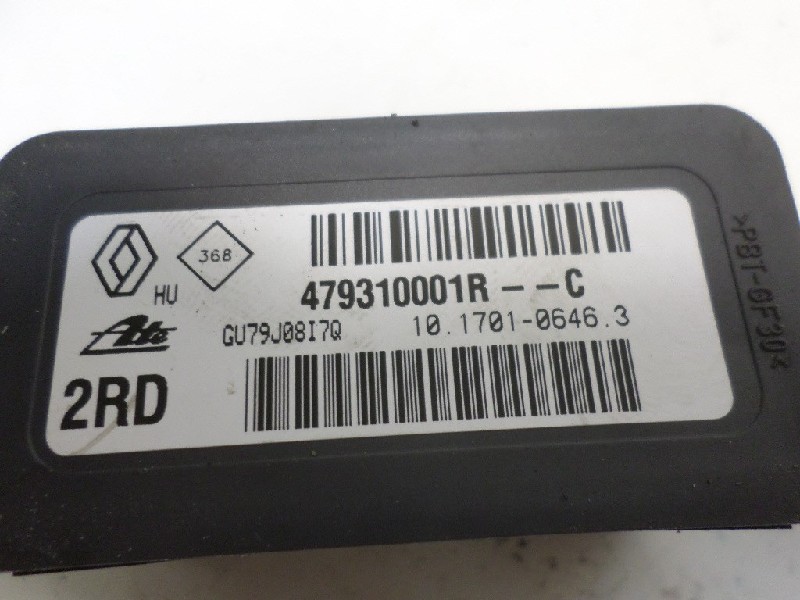 368
HU
479310001R--C
Ate
GU79J08I7Q
10.1701-0646.3
2RD
>PBT-GF30<